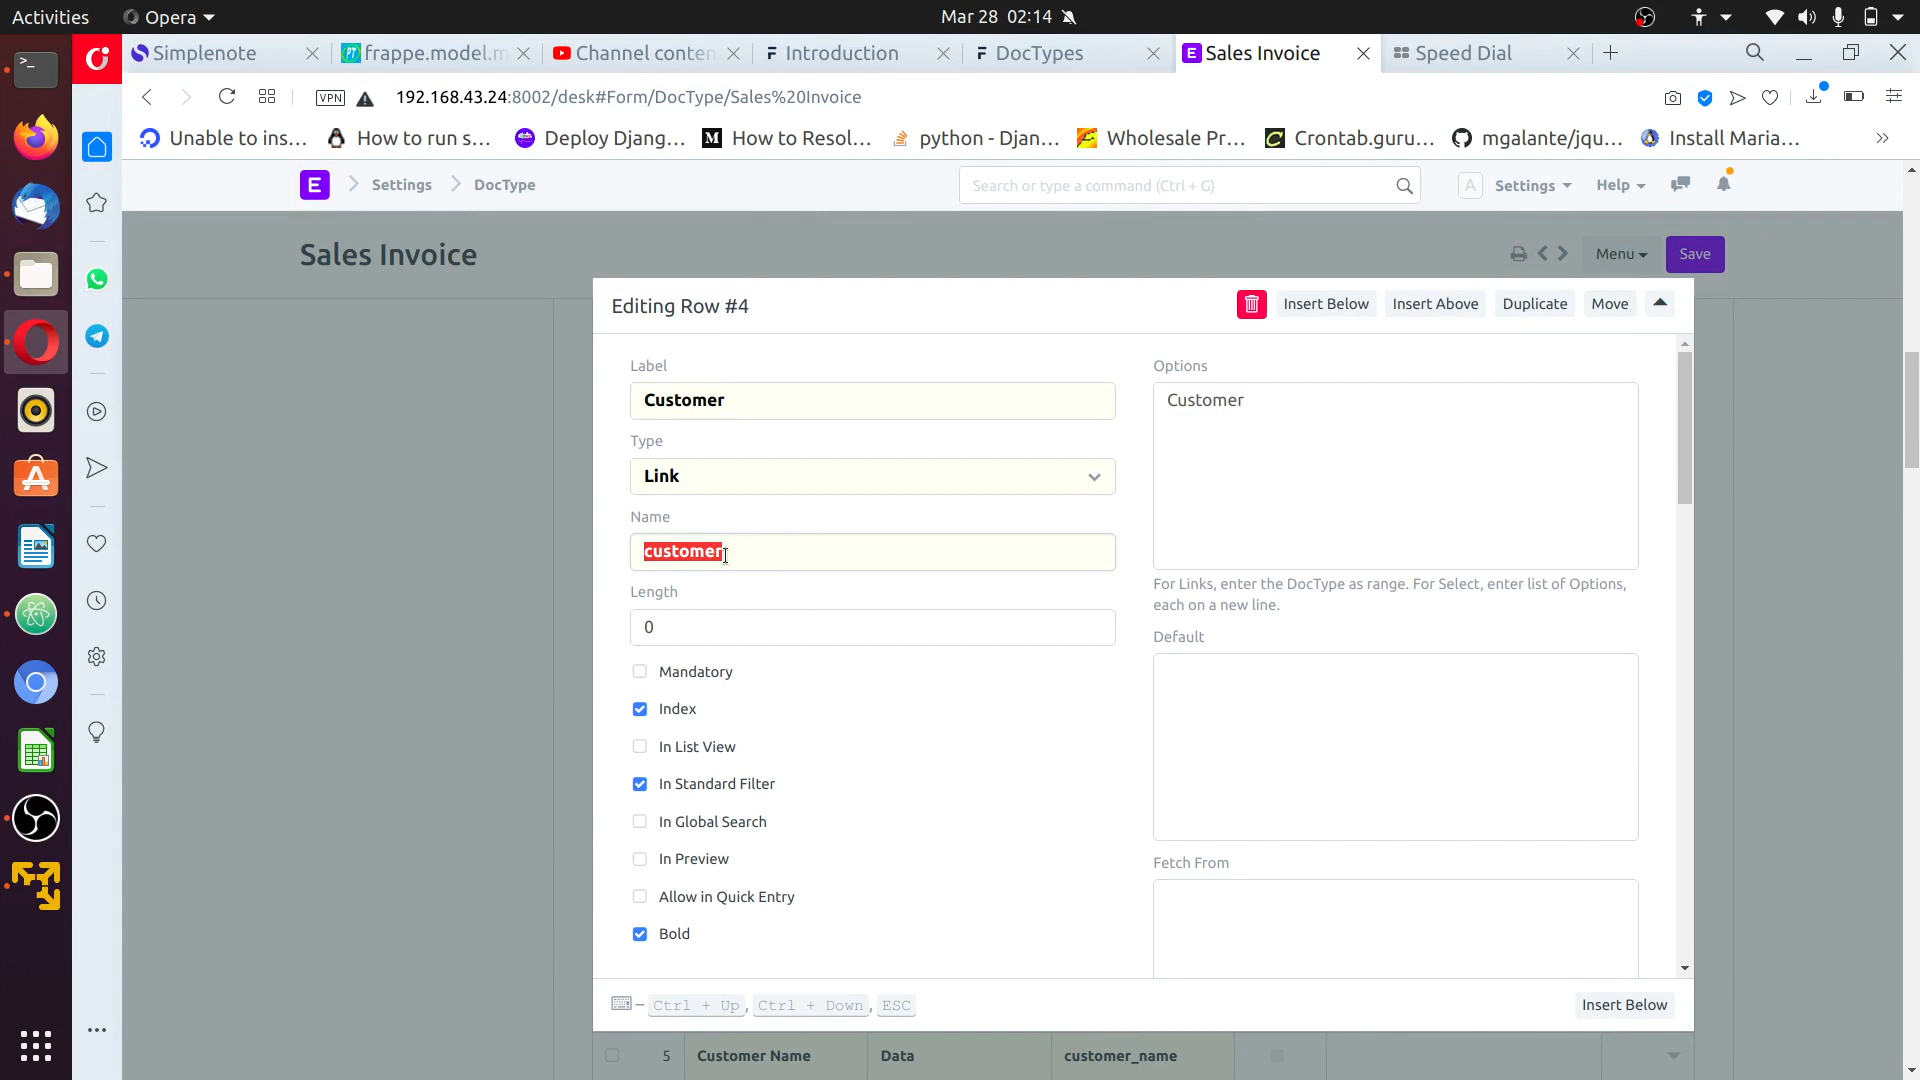 Activities Opera Mar 28 02:14
Simplenote frappe.model.m YouTube Channel conten Introduction DocTypes Sales Invoice Speed Dial
VPN 192.168.43.24:8002/desk#Form/DocType/Sales%20Invoice
Unable to ins... How to run s... Deploy Djang... How to Resol... python - Djan... Wholesale Pr... Crontab.guru... mgalante/jqu... Install Maria... »
E Settings DocType Search or type a command (Ctrl + G) A Settings Help
Sales Invoice Menu Save
Editing Row #4 Insert Below Insert Above Duplicate Move
Label
Customer
Type
Link
Name
customer
Length
0
Mandatory
Index
In List View
In Standard Filter
In Global Search
In Preview
Allow in Quick Entry
Bold
Options
Customer
For Links, enter the DocType as range. For Select, enter list of Options,
each on a new line.
Default
Fetch From
– Ctrl + Up, Ctrl + Down, ESC Insert Below
5 Customer Name Data customer_name